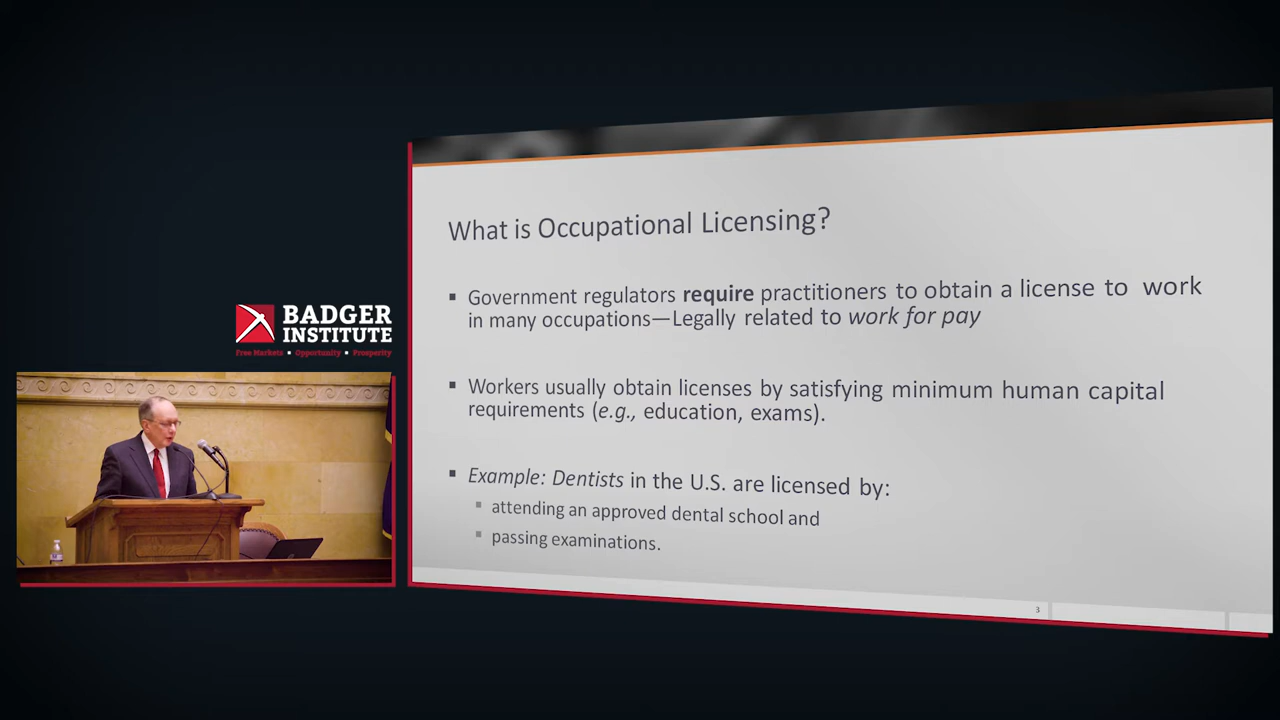 BADGER
INSTITUTE
Free Markets • Opportunity • Prosperity
What is Occupational Licensing?
▪ Government regulators require practitioners to obtain a license to work
in many occupations—Legally related to work for pay
▪ Workers usually obtain licenses by satisfying minimum human capital
requirements (e.g., education, exams).
▪ Example: Dentists in the U.S. are licensed by:
▪ attending an approved dental school and
▪ passing examinations.
3